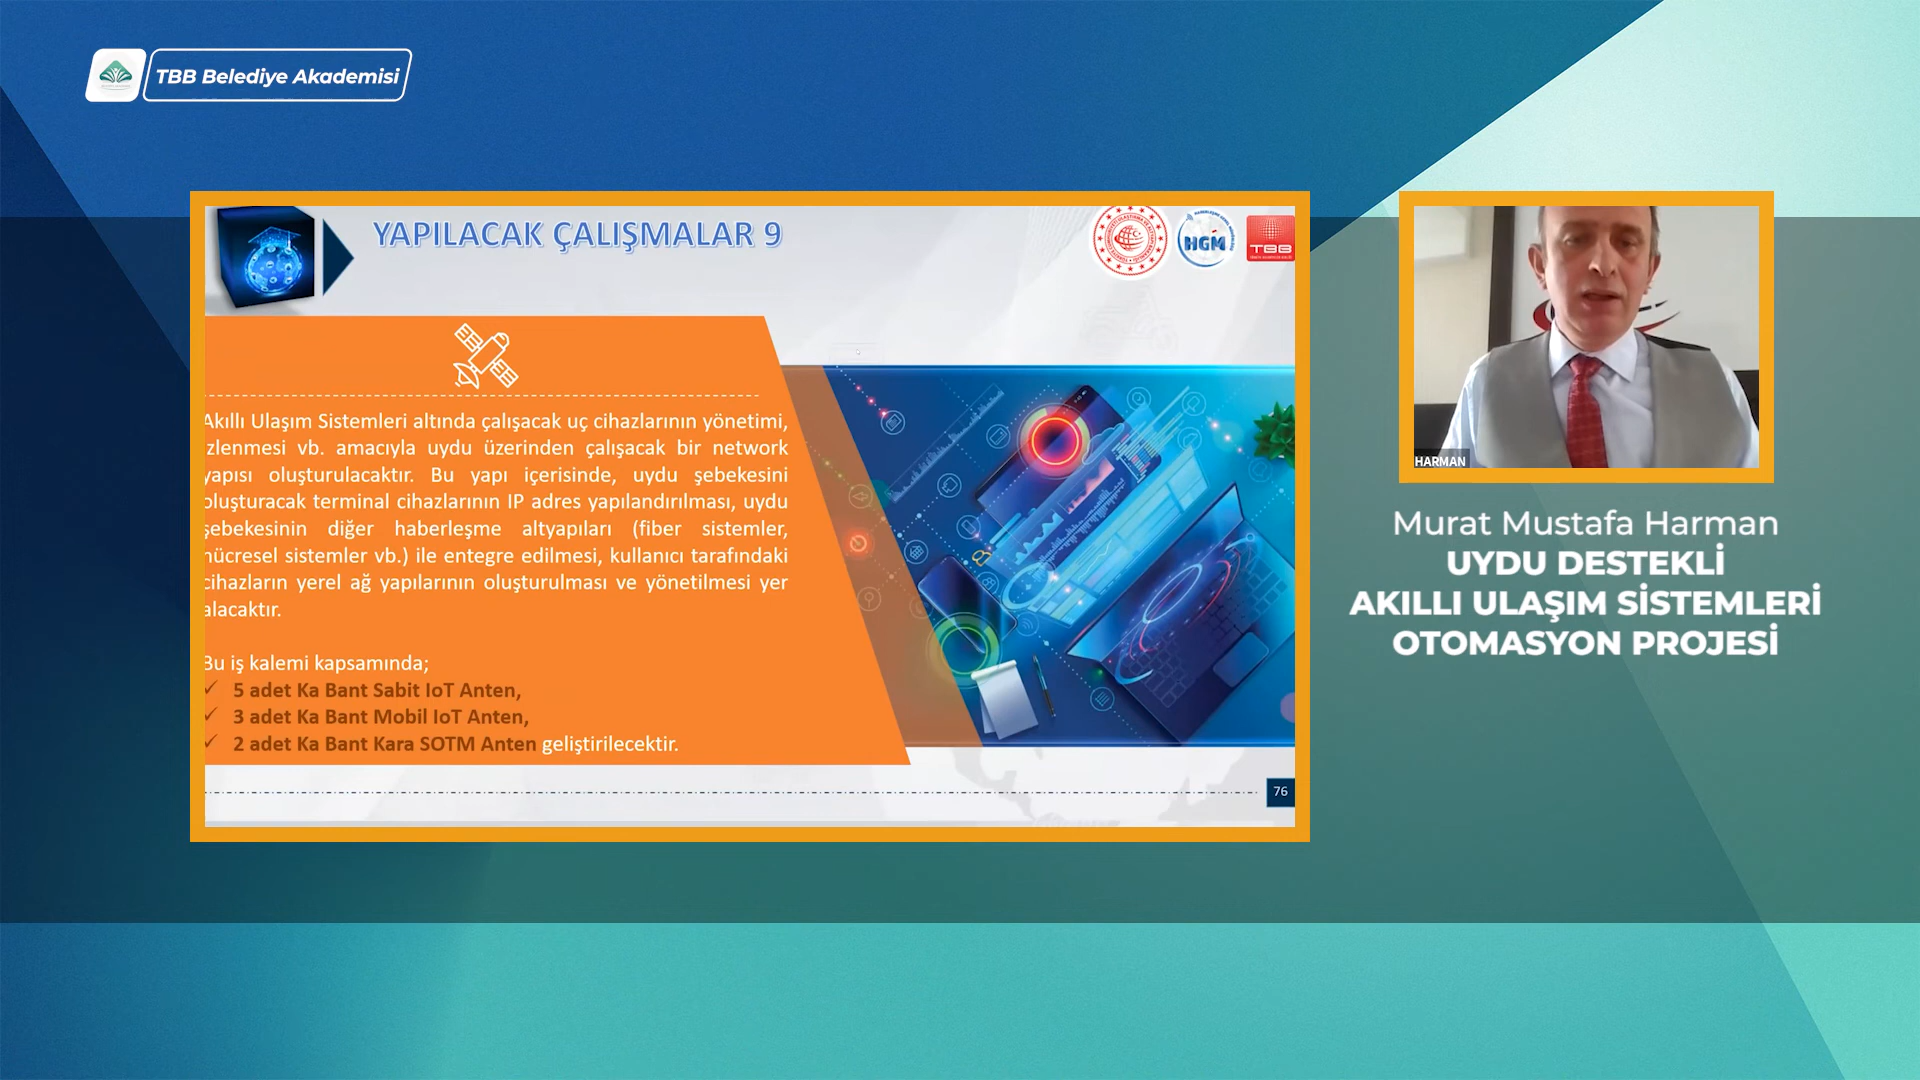 TBB Belediye Akademisi
YAPILACAK ÇALIŞMALAR 9
HGM
TBB
Akıllı Ulaşım Sistemleri altında çalışacak uç cihazlarının yönetimi,
izlenmesi vb. amacıyla uydu üzerinden çalışacak bir network
yapısı oluşturulacaktır. Bu yapı içerisinde, uydu şebekesini
oluşturacak terminal cihazlarının IP adres yapılandırılması, uydu
şebekesinin diğer haberleşme altyapıları (fiber sistemler,
hücresel sistemler vb.) ile entegre edilmesi, kullanıcı tarafındaki
cihazların yerel ağ yapılarının oluşturulması ve yönetilmesi yer
alacaktır.
Bu iş kalemi kapsamında;
✓ 5 adet Ka Bant Sabit IoT Anten,
✓ 3 adet Ka Bant Mobil IoT Anten,
✓ 2 adet Ka Bant Kara SOTM Anten geliştirilecektir.
76
HARMAN
Murat Mustafa Harman
UYDU DESTEKLİ
AKILLI ULAŞIM SİSTEMLERİ
OTOMASYON PROJESİ